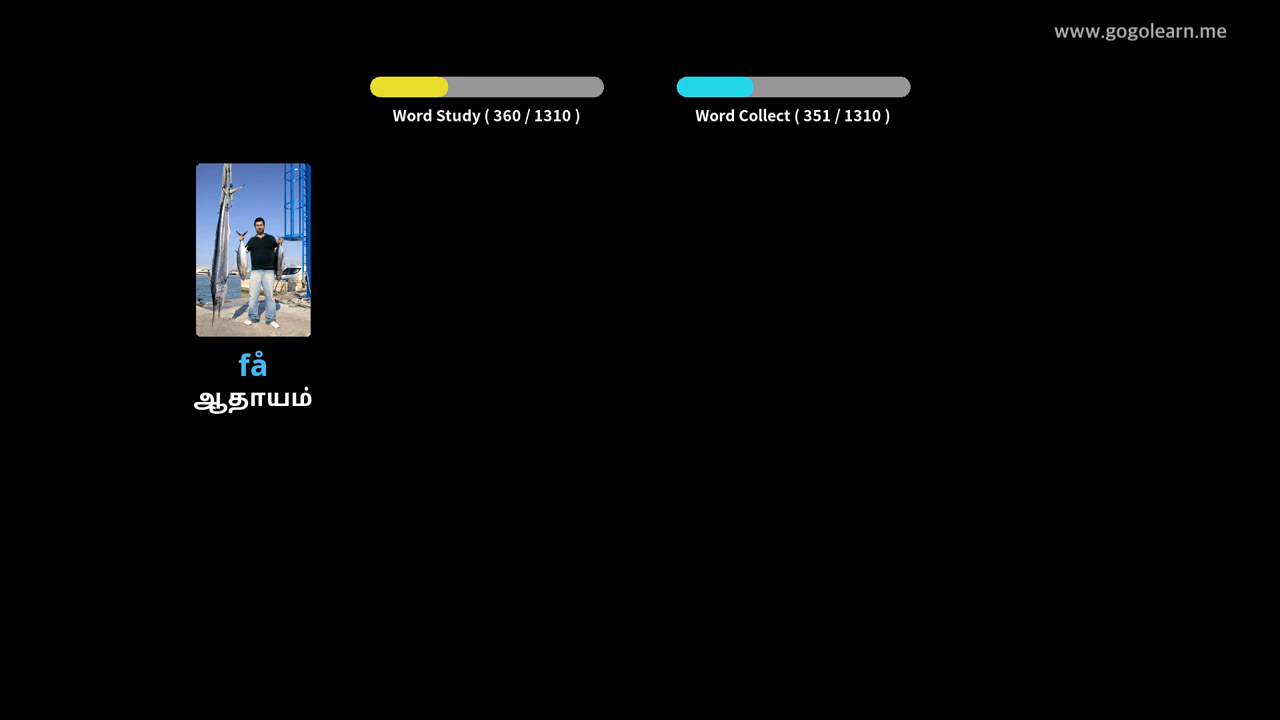 www.gogolearn.me
Word Study ( 360 / 1310 )
Word Collect ( 351 / 1310 )
få
ஆதாயம்